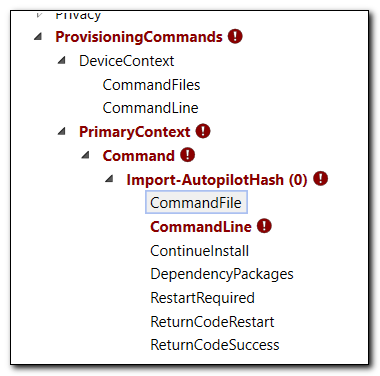 Privacy
ProvisioningCommands
DeviceContext
CommandFiles
CommandLine
PrimaryContext
Command
Import-AutopilotHash (0)
CommandFile
CommandLine
ContinueInstall
DependencyPackages
RestartRequired
ReturnCodeRestart
ReturnCodeSuccess